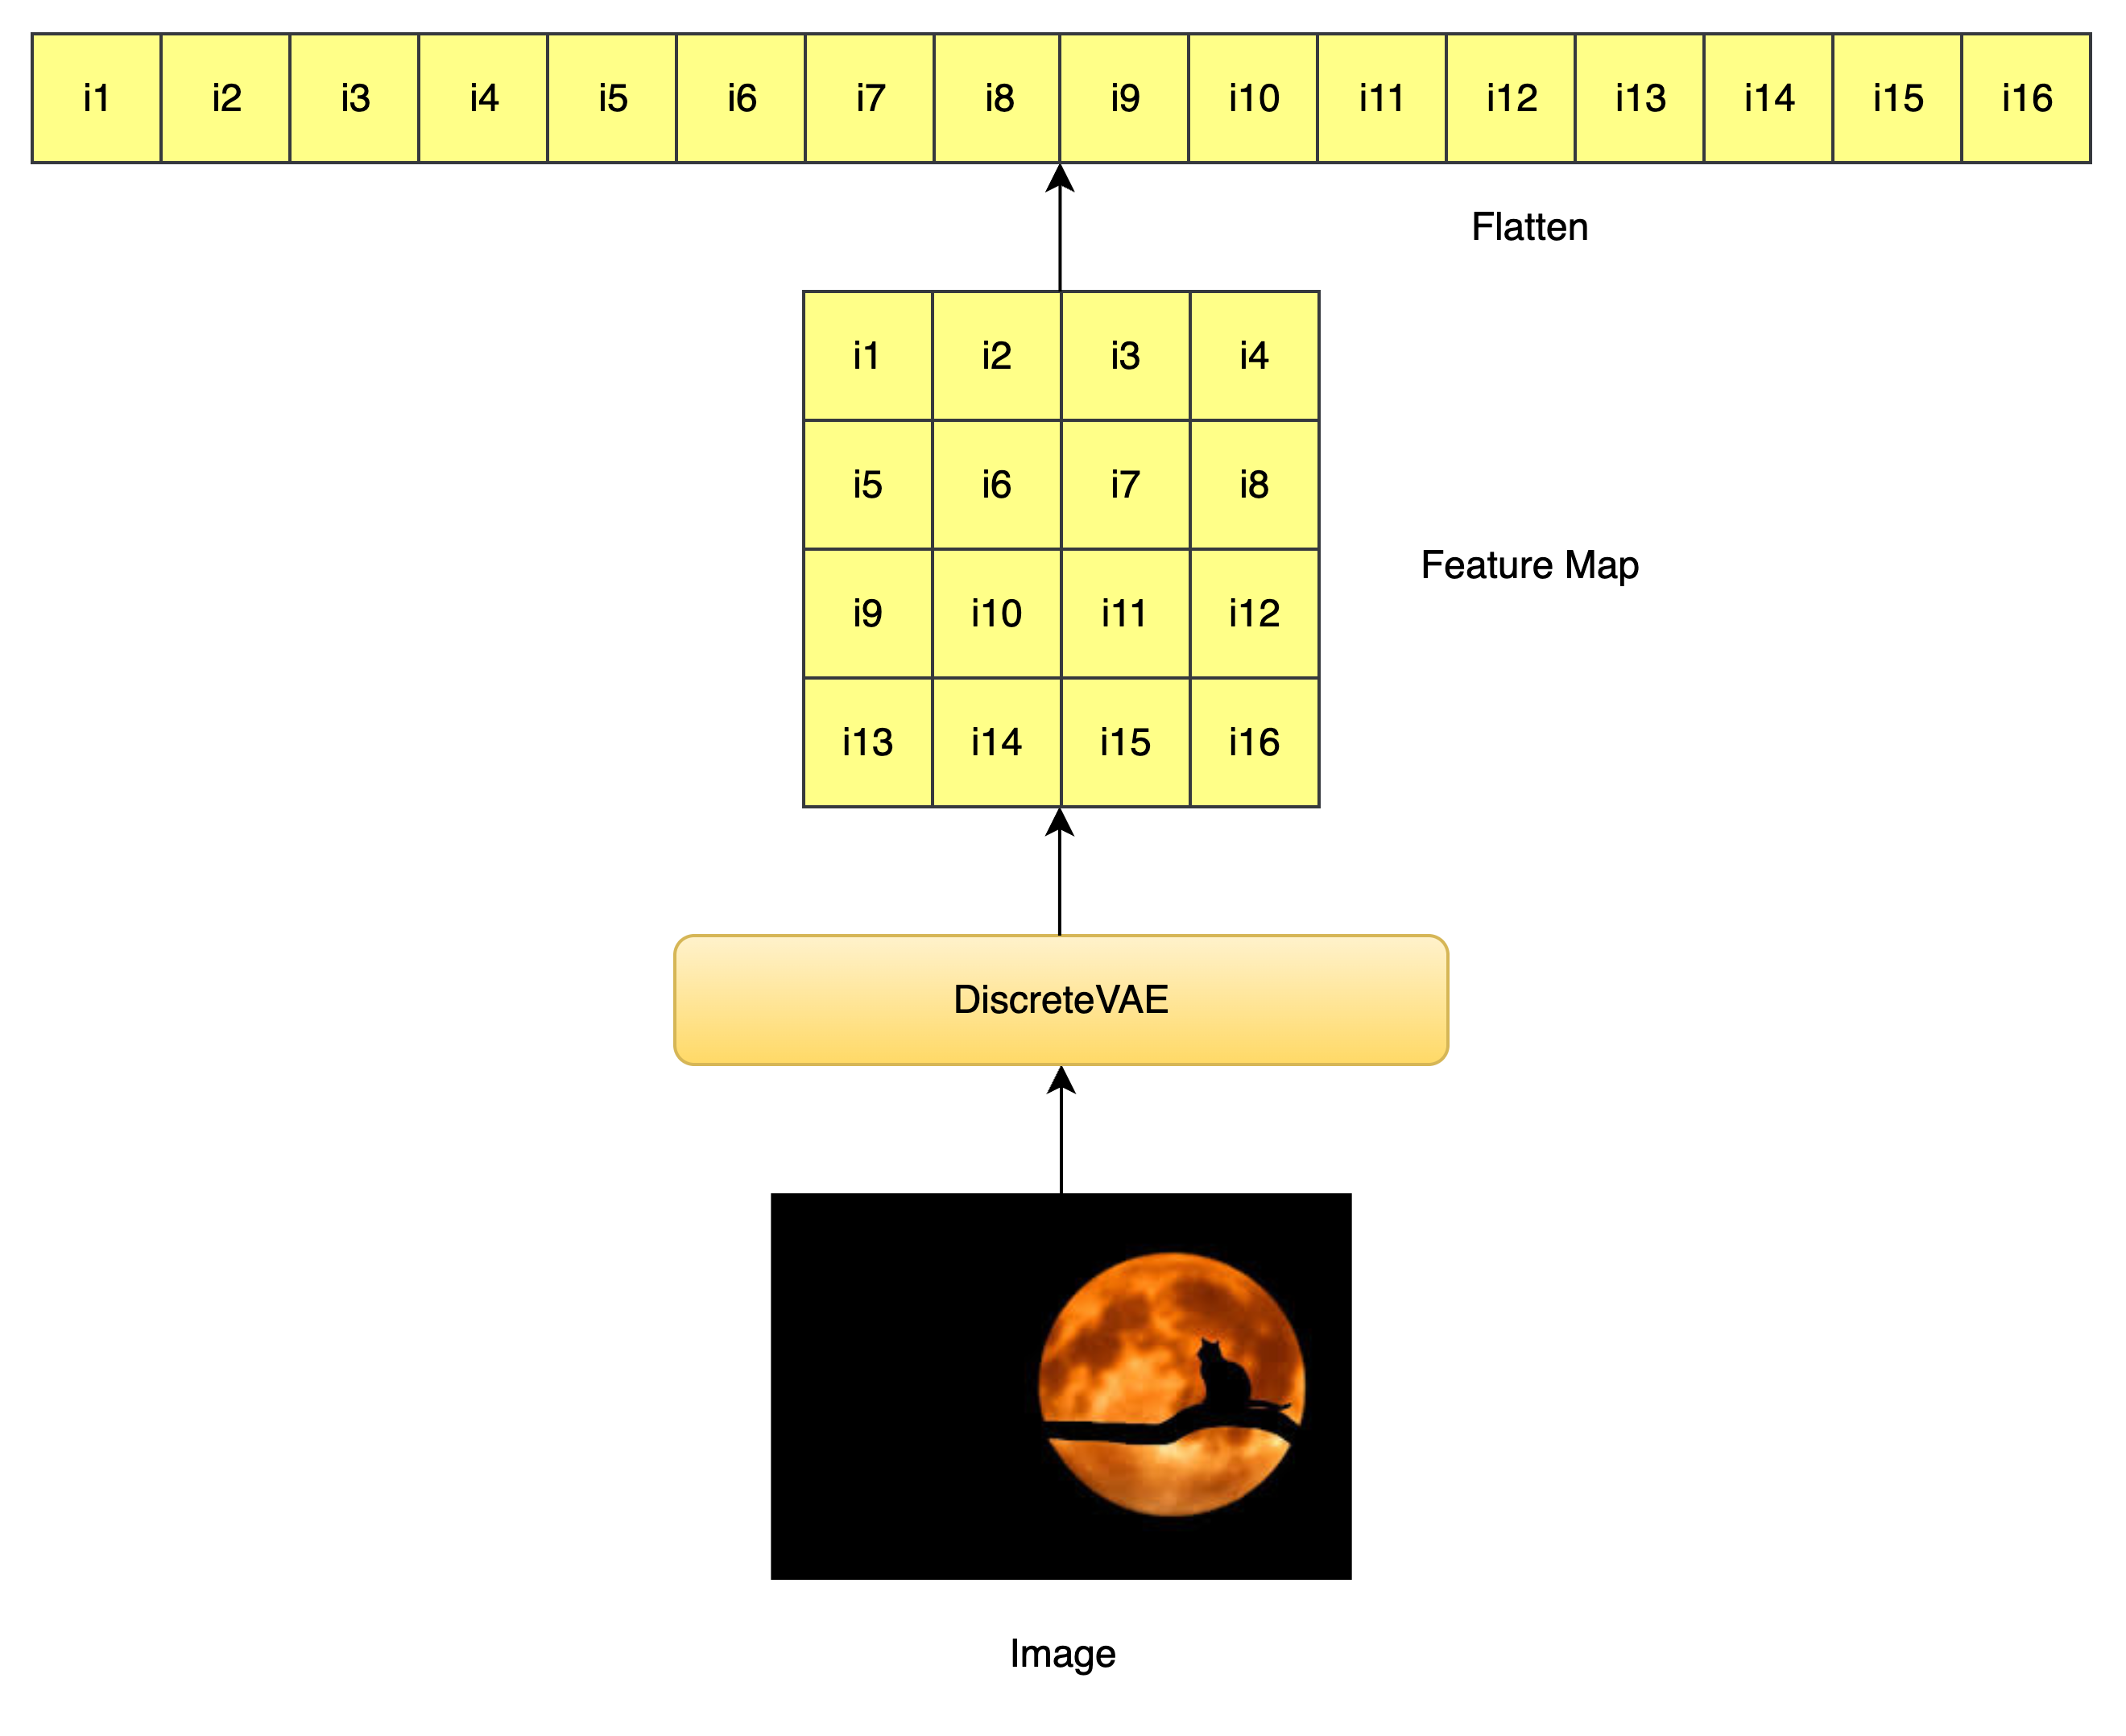 i1 i2 i3 i4 i5 i6 i7 i8 i9 i10 i11 i12 i13 i14 i15 i16
Flatten
i1 i2 i3 i4
i5 i6 i7 i8
Feature Map
i9 i10 i11 i12
i13 i14 i15 i16
DiscreteVAE
Image